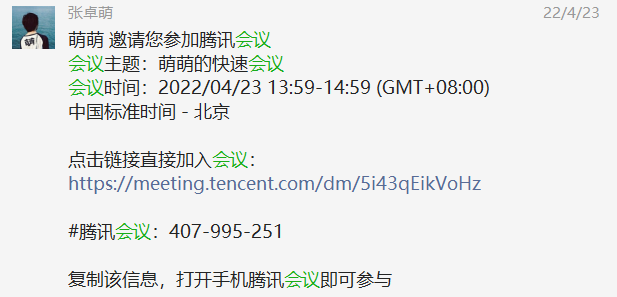 张卓萌
22/4/23
萌萌 邀请您参加腾讯会议
会议主题：萌萌的快速会议
会议时间：2022/04/23 13:59-14:59 (GMT+08:00)
中国标准时间 - 北京
点击链接直接加入会议：
https://meeting.tencent.com/dm/5i43qEikVoHz
#腾讯会议：407-995-251
复制该信息，打开手机腾讯会议即可参与